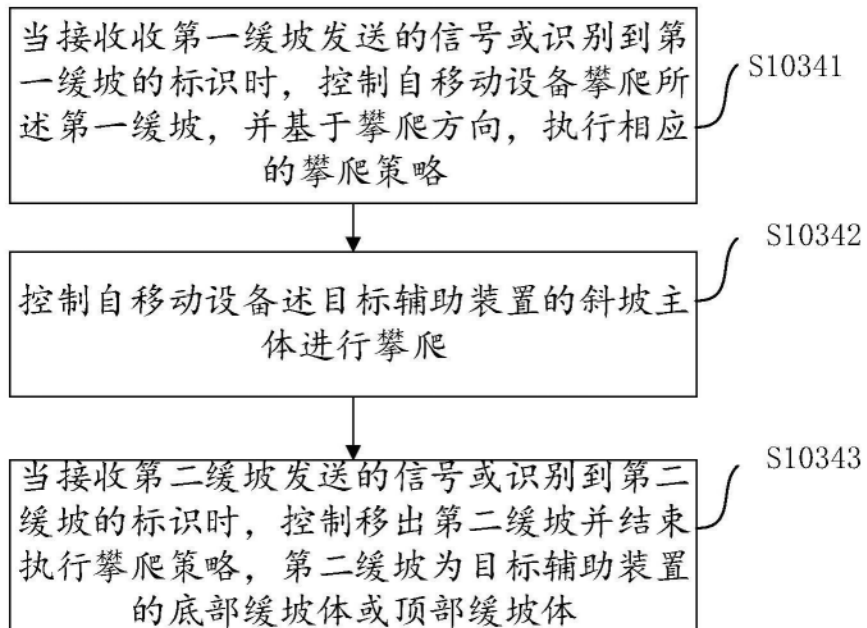 当接收收第一缓坡发送的信号或识别到第
一缓坡的标识时，控制自移动设备攀爬所
述第一缓坡，并基于攀爬方向，执行相应
的攀爬策略
S10341
控制自移动设备述目标辅助装置的斜坡主
体进行攀爬
S10342
当接收第二缓坡发送的信号或识别到第二
缓坡的标识时，控制移出第二缓坡并结束
执行攀爬策略，第二缓坡为目标辅助装置
的底部缓坡体或顶部缓坡体
S10343